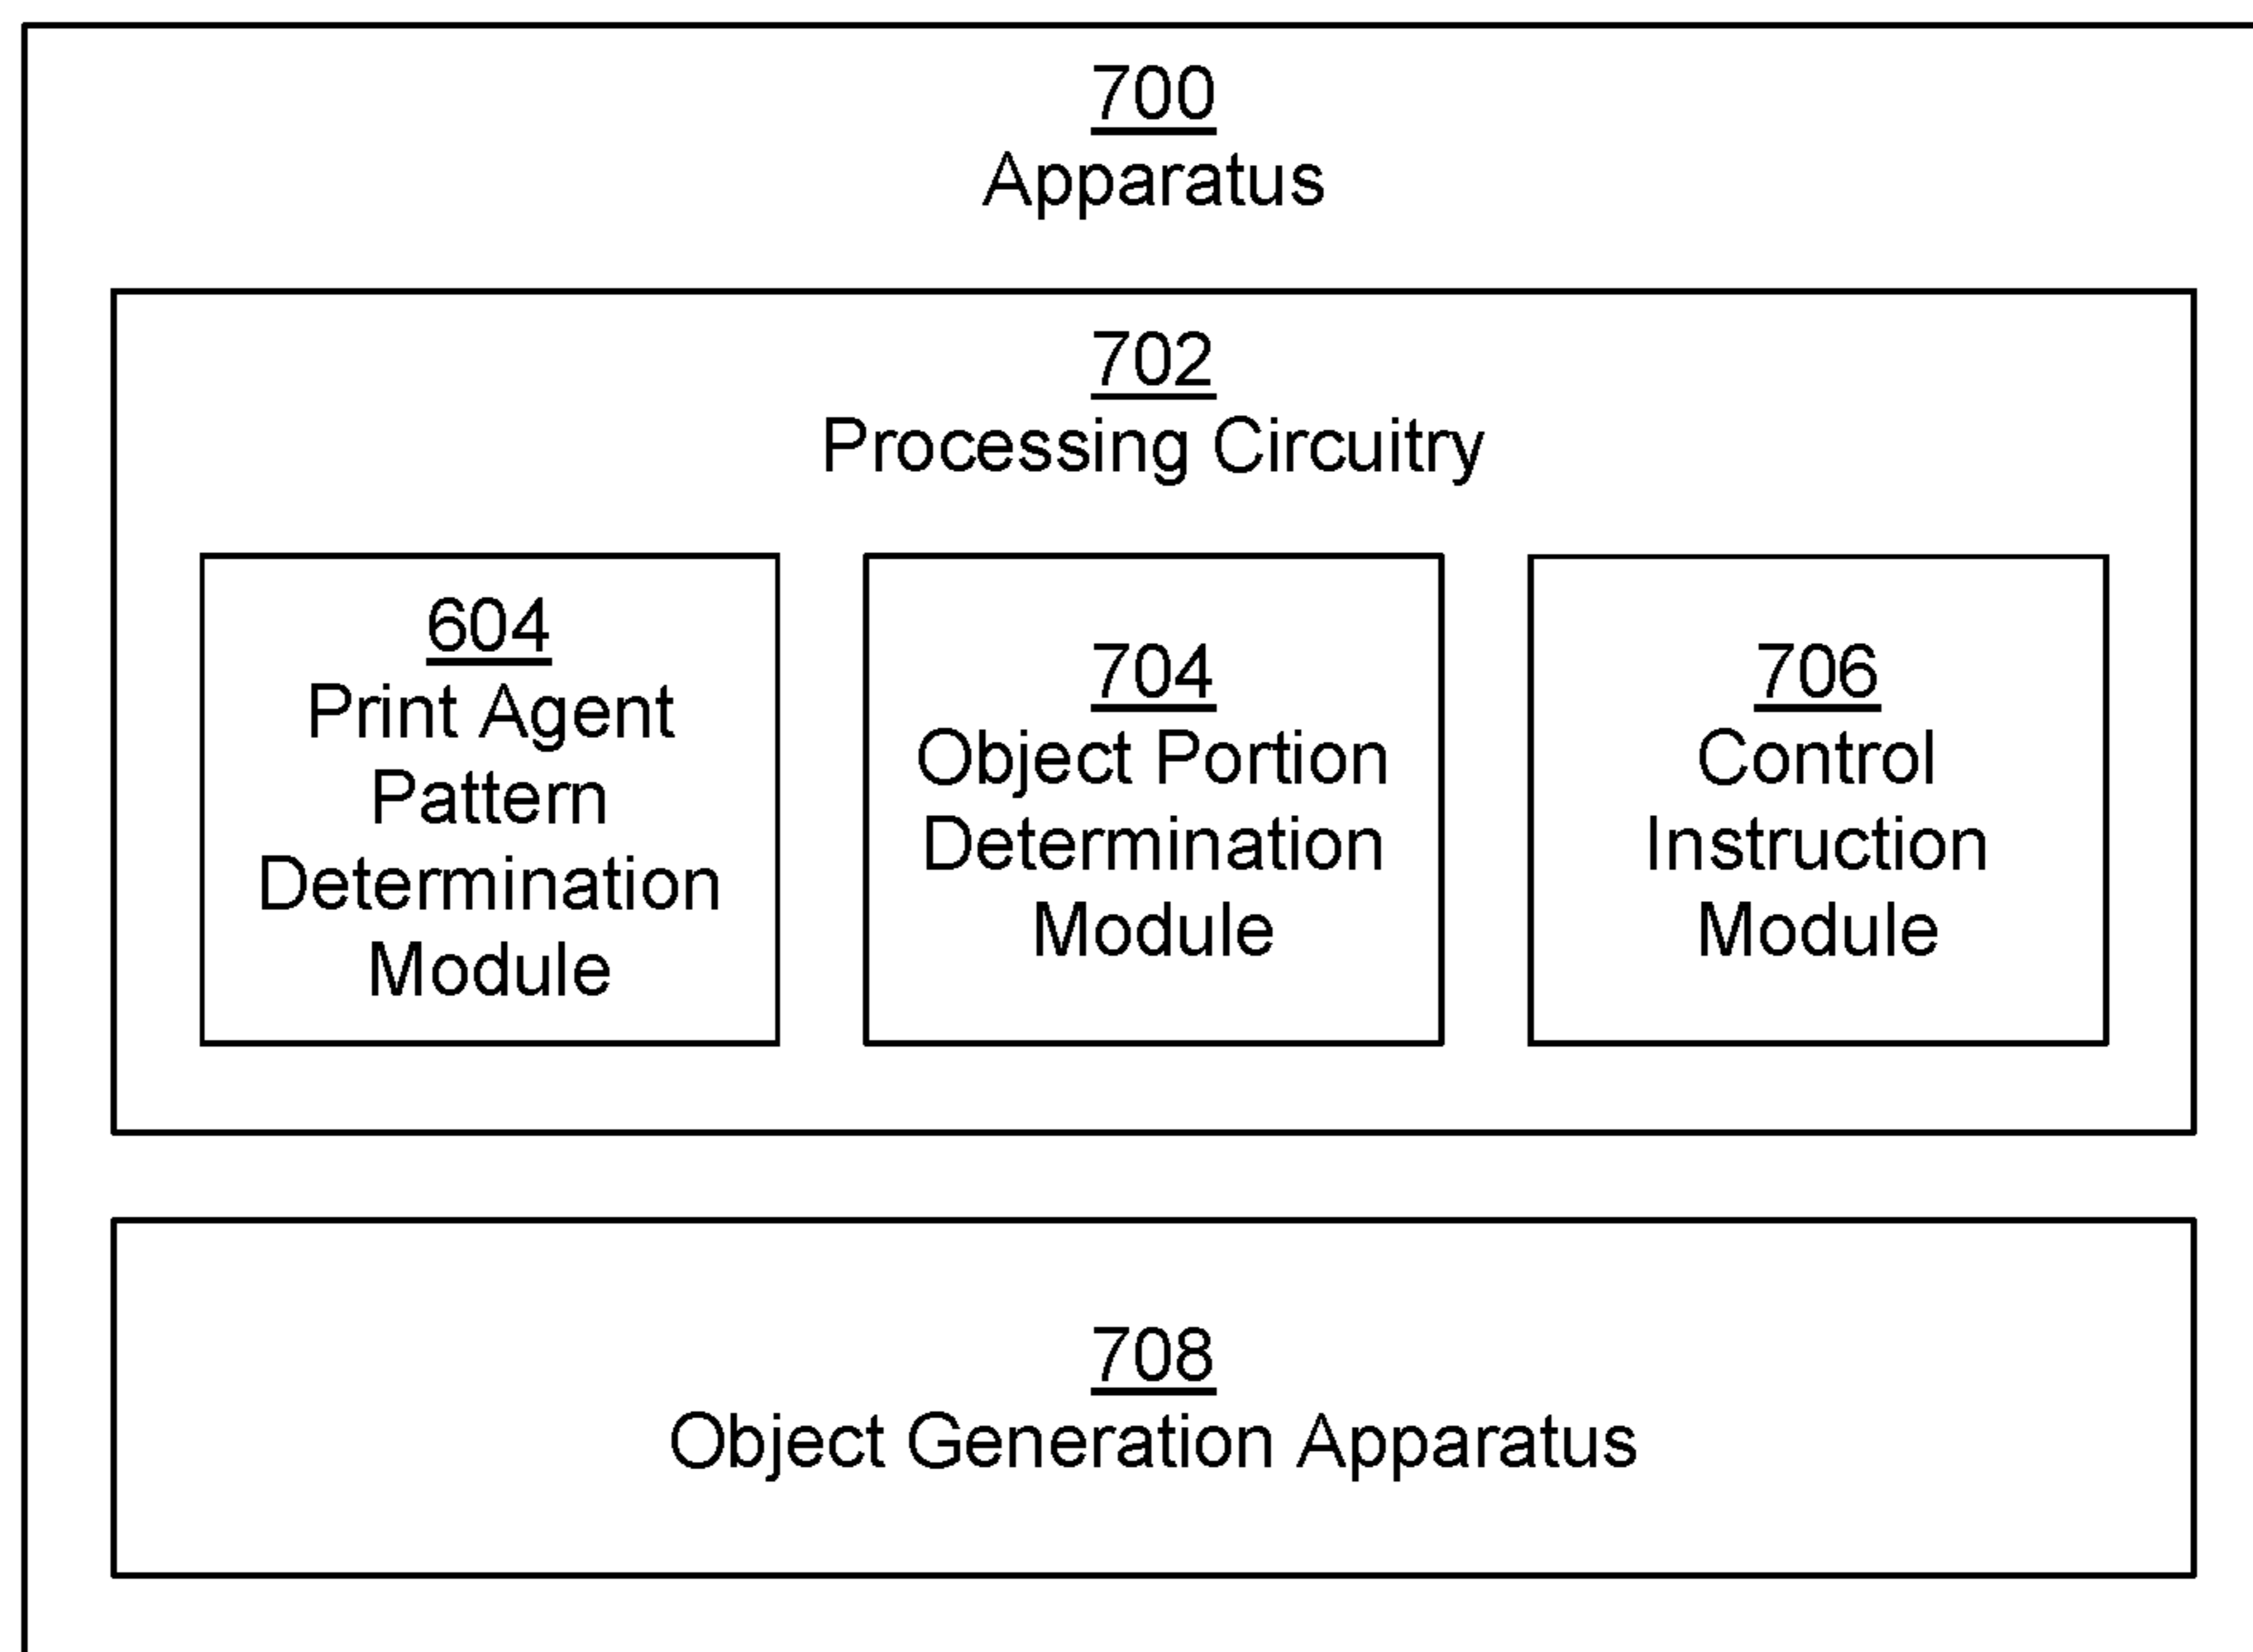 700
Apparatus
702
Processing Circuitry
604
Print Agent
Pattern
Determination
Module
704
Object Portion
Determination
Module
706
Control
Instruction
Module
708
Object Generation Apparatus